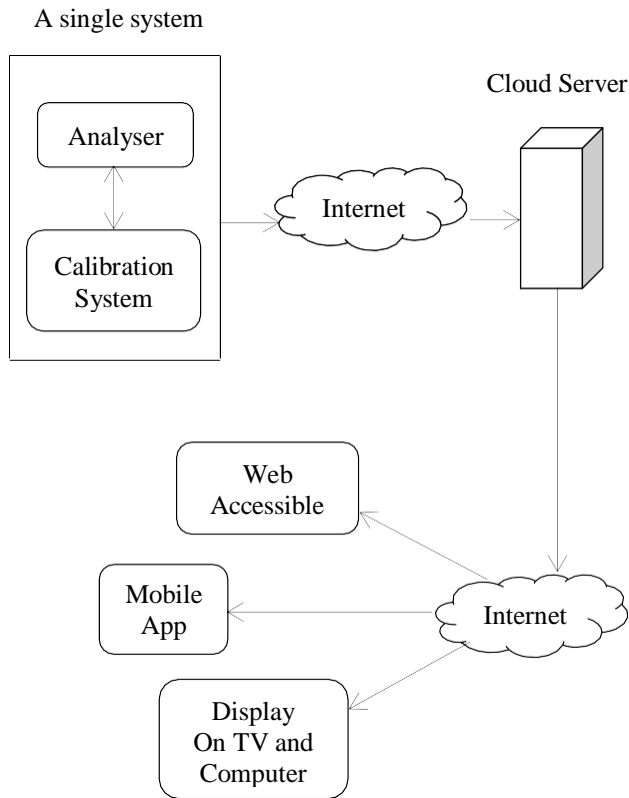 A single system
Analyser
Calibration
System
Internet
Cloud Server
Web
Accessible
Mobile
App
Internet
Display
On TV and
Computer